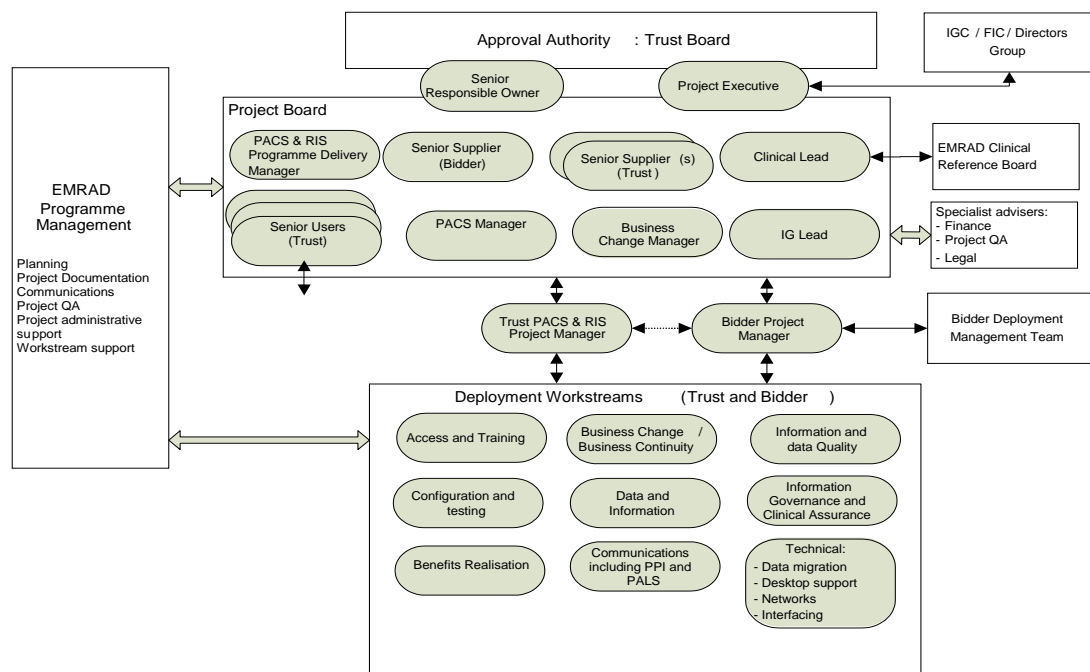 Approval Authority : Trust Board
IGC / FIC / Directors
Group
Senior
Responsible Owner
Project Executive
Project Board
PACS & RIS
Programme Delivery
Manager
Senior Supplier
(Bidder)
Senior Supplier (s)
(Trust)
Clinical Lead
EMRAD Clinical
Reference Board
EMRAD
Programme
Management
Planning
Project Documentation
Communications
Project QA
Project administrative
support
Workstream support
Senior Users
(Trust)
PACS Manager
Business
Change Manager
IG Lead
Specialist advisers:
- Finance
- Project QA
- Legal
Trust PACS & RIS
Project Manager
Bidder Project
Manager
Bidder Deployment
Management Team
Deployment Workstreams (Trust and Bidder )
Access and Training
Business Change /
Business Continuity
Information and
data Quality
Configuration and
testing
Data and
Information
Information
Governance and
Clinical Assurance
Benefits Realisation
Communications
including PPI and
PALS
Technical:
- Data migration
- Desktop support
- Networks
- Interfacing